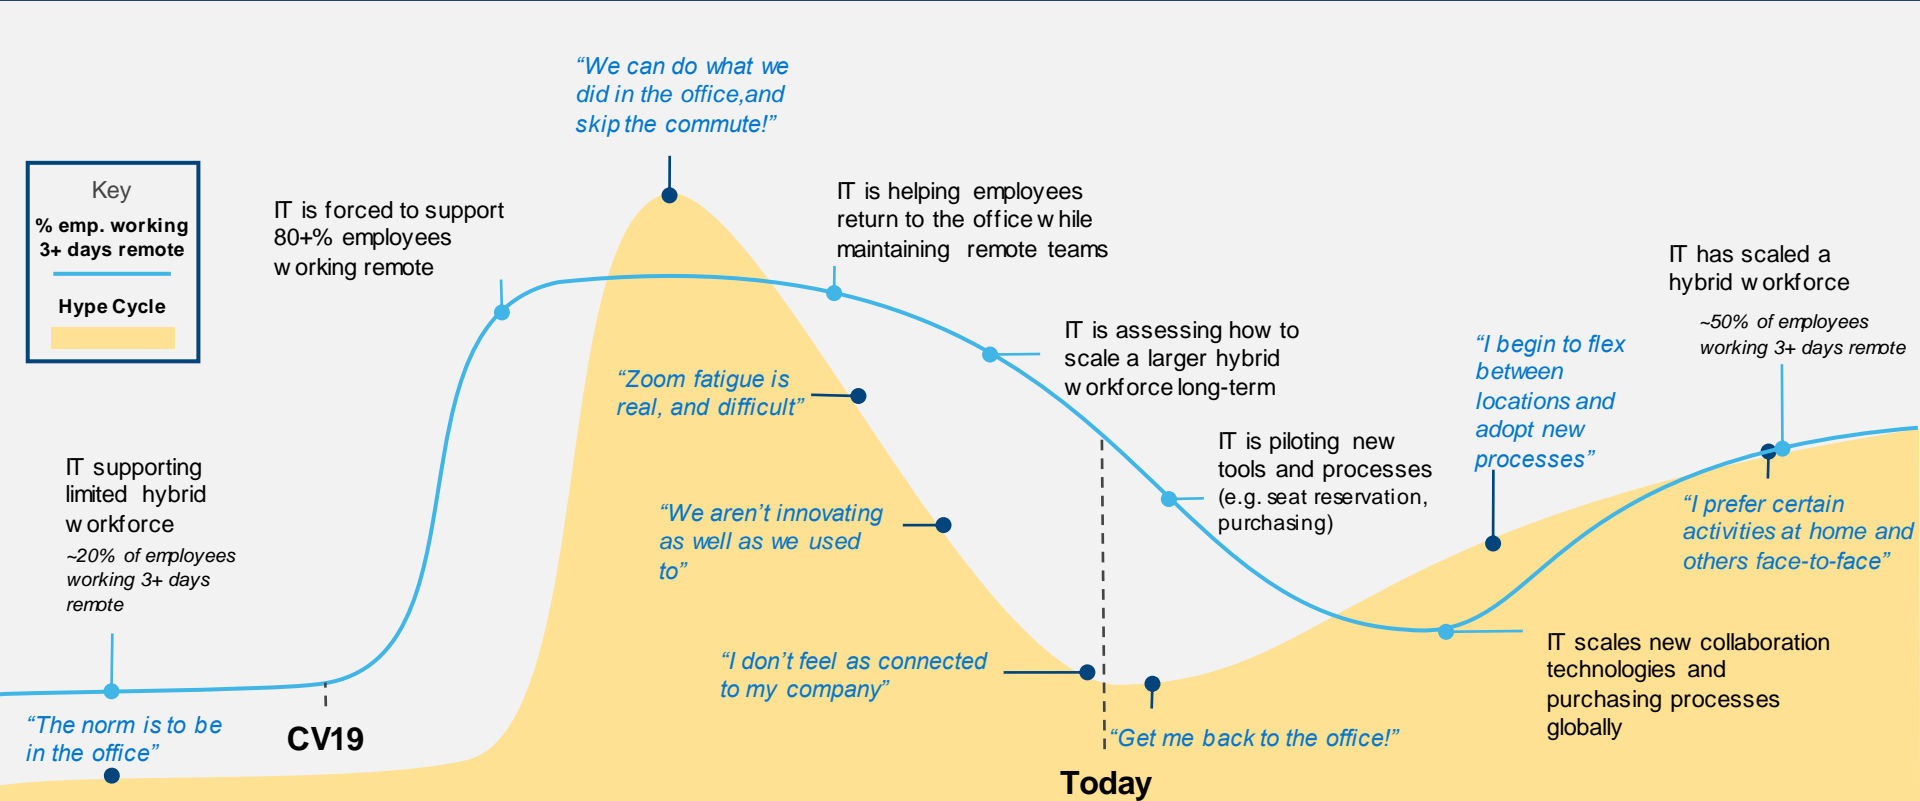 Key
% emp. working
3+ days remote
Hype Cycle
IT supporting
limited hybrid
workforce
~20% of employees
working 3+ days
remote
“The norm is to be
in the office”
CV19
IT is forced to support
80+% employees
working remote
“We can do what we
did in the office,and
skip the commute!”
IT is helping employees
return to the office while
maintaining remote teams
“Zoom fatigue is
real, and difficult”
“We aren’t innovating
as well as we used
to”
“I don’t feel as connected
to my company”
IT is assessing how to
scale a larger hybrid
workforce long-term
Today
“Get me back to the office!”
IT is piloting new
tools and processes
(e.g. seat reservation,
purchasing)
“I begin to flex
between
locations and
adopt new
processes”
IT scales new collaboration
technologies and
purchasing processes
globally
IT has scaled a
hybrid workforce
~50% of employees
working 3+ days remote
“I prefer certain
activities at home and
others face-to-face”